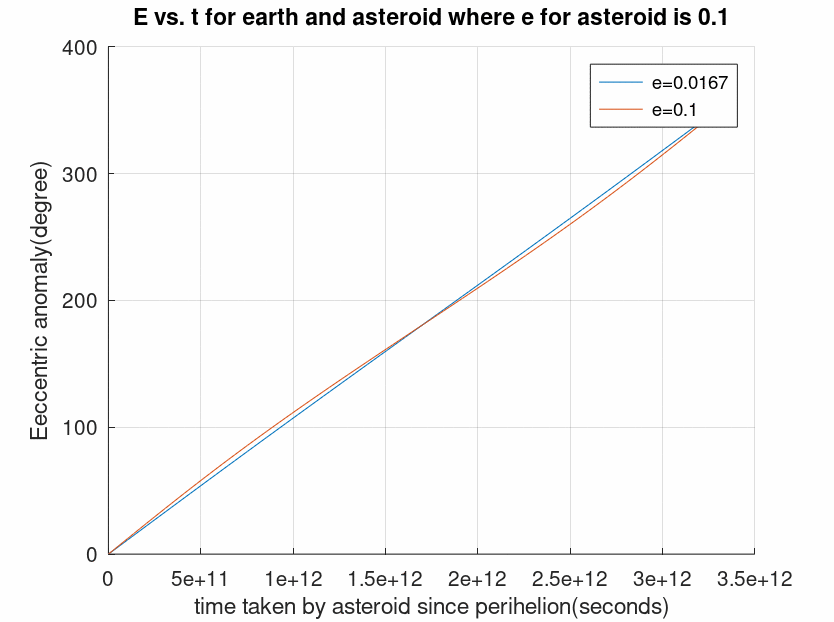 E vs. t for earth and asteroid where e for asteroid is 0.1
400
300
200
100
0
Eeccentric anomaly(degree)
e=0.0167
e=0.1
0 5e+11 1e+12 1.5e+12 2e+12 2.5e+12 3e+12 3.5e+12
time taken by asteroid since perihelion(seconds)